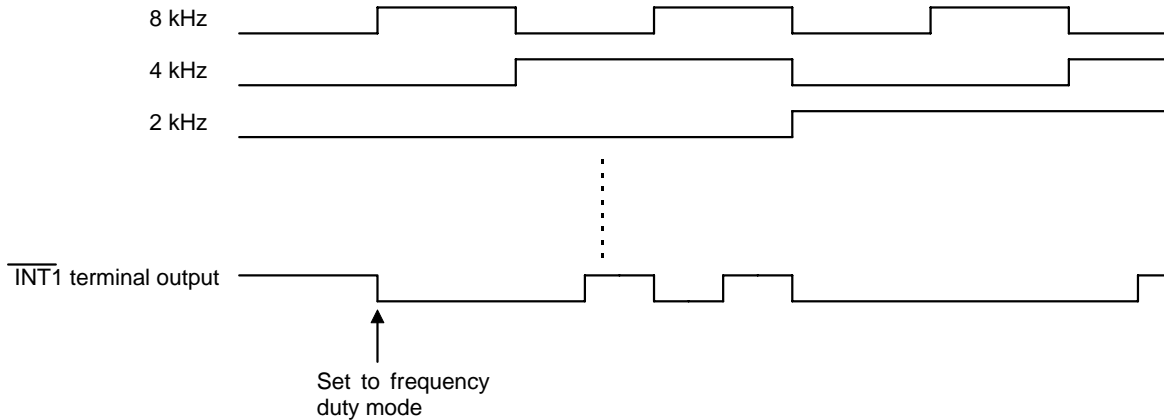 8 kHz
4 kHz
2 kHz
INT1 terminal output
Set to frequency
duty mode